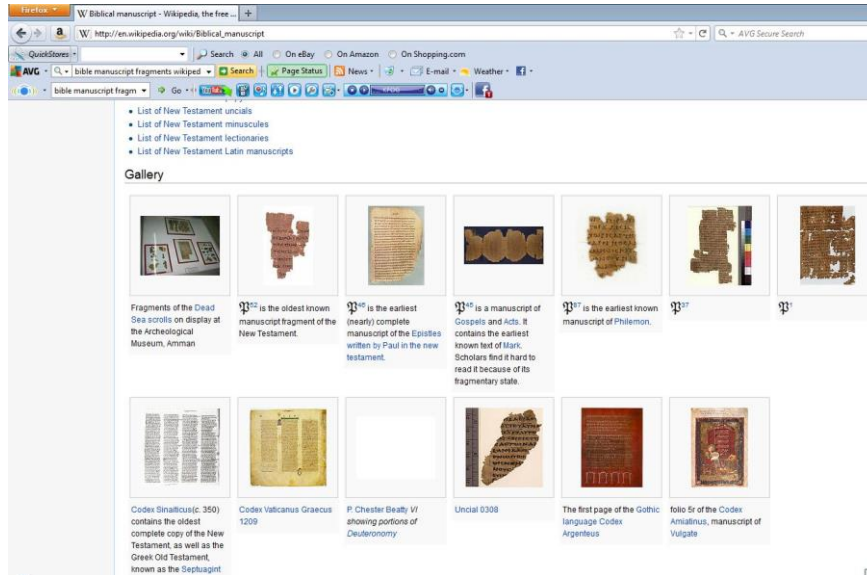 Firefox
W Biblical manuscript - Wikipedia, the free ... +
http://en.wikipedia.org/wiki/Biblical_manuscript
AVG Secure Search
QuickStores Search All On eBay On Amazon On Shopping.com
AVG bible manuscript fragments wikiped Search Page Status News E-mail Weather
bible manuscript fragm Go
List of New Testament uncials
List of New Testament minuscules
List of New Testament lectionaries
List of New Testament Latin manuscripts
Gallery
Fragments of the Dead
Sea scrolls on display at
the Archeological
Museum, Amman
𝔓52 is the oldest known
manuscript fragment of the
New Testament.
𝔓46 is the earliest
(nearly) complete
manuscript of the Epistles
written by Paul in the new
testament.
𝔓45 is a manuscript of
Gospels and Acts. It
contains the earliest
known text of Mark.
Scholars find it hard to
read it because of its
fragmentary state.
𝔓87 is the earliest known
manuscript of Philemon.
𝔓37
𝔓1
Codex Sinaiticus(c. 350)
contains the oldest
complete copy of the New
Testament, as well as the
Greek Old Testament,
known as the Septuagint
Codex Vaticanus Graecus
1209
P. Chester Beatty VI
showing portions of
Deuteronomy
Uncial 0308
The first page of the Gothic
language Codex
Argenteus
folio 5r of the Codex
Amiatinus, manuscript of
Vulgate